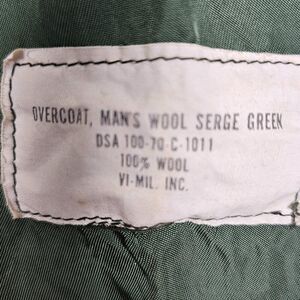 OVERCOAT, MAN'S WOOL SERGE GREEN
DSA 100-70-C-1011
100% WOOL
VI-MIL. INC.